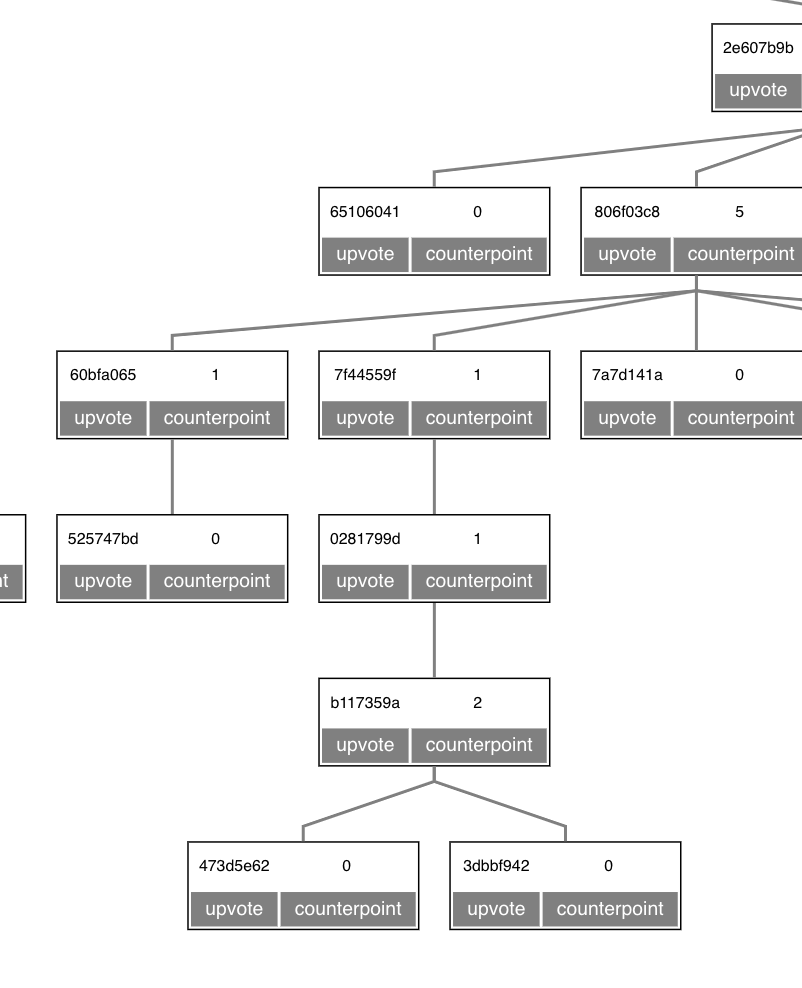 2e607b9b
upvote
65106041 0
upvote counterpoint
806f03c8 5
upvote counterpoint
60bfa065 1
upvote counterpoint
7f44559f 1
upvote counterpoint
7a7d141a 0
upvote counterpoint
525747bd 0
upvote counterpoint
0281799d 1
upvote counterpoint
b117359a 2
upvote counterpoint
473d5e62 0
upvote counterpoint
3dbbf942 0
upvote counterpoint